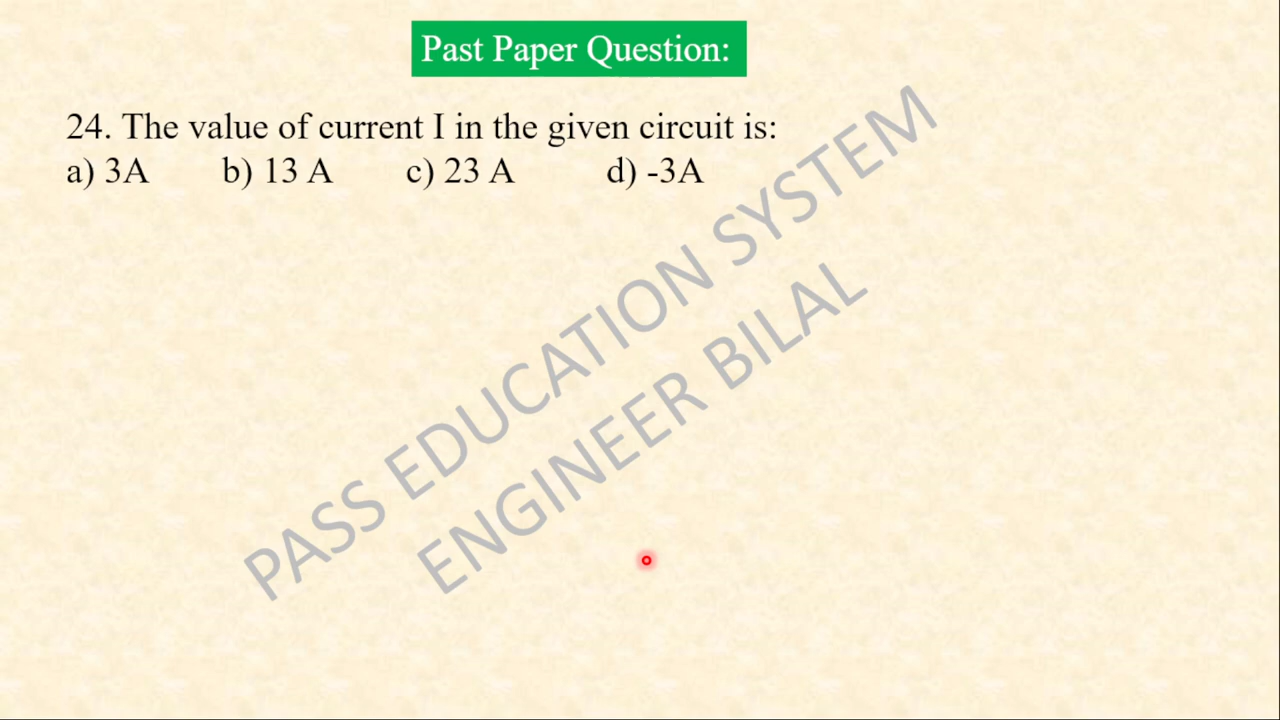 Past Paper Question:
24. The value of current I in the given circuit is:
a) 3A b) 13 A c) 23 A d) -3A
PASS EDUCATION SYSTEM
ENGINEER BILAL